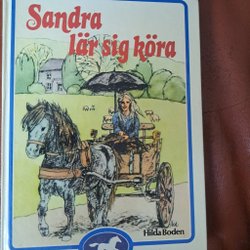 Sandra
lär sig köra
Hilda Boden